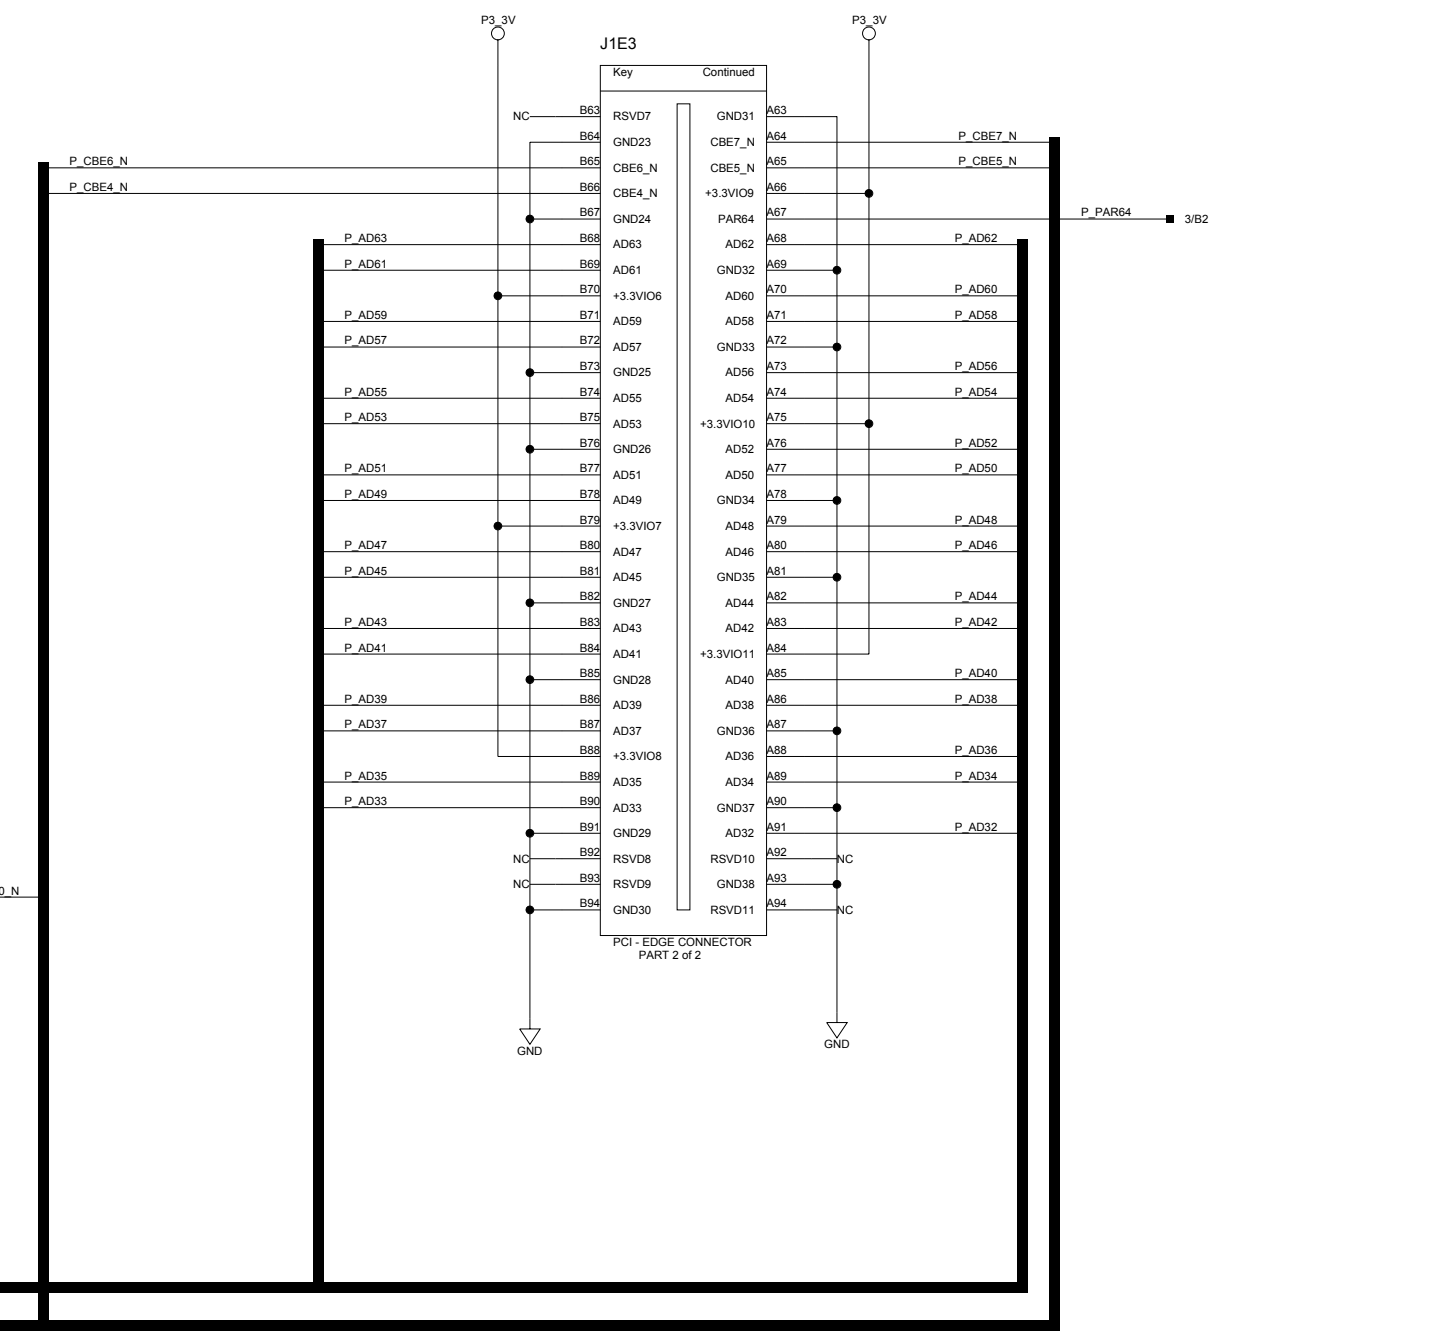 P3_3V P3_3V
J1E3
Key Continued
NC B63 RSVD7 GND31 A63
B64 GND23 CBE7_N A64 P_CBE7_N
P_CBE6_N B65 CBE6_N CBE5_N A65 P_CBE5_N
P_CBE4_N B66 CBE4_N +3.3VIO9 A66
B67 GND24 PAR64 A67 P_PAR64 3/B2
P_AD63 B68 AD63 AD62 A68 P_AD62
P_AD61 B69 AD61 GND32 A69
B70 +3.3VIO6 AD60 A70 P_AD60
P_AD59 B71 AD59 AD58 A71 P_AD58
P_AD57 B72 AD57 GND33 A72
B73 GND25 AD56 A73 P_AD56
P_AD55 B74 AD55 AD54 A74 P_AD54
P_AD53 B75 AD53 +3.3VIO10 A75
B76 GND26 AD52 A76 P_AD52
P_AD51 B77 AD51 AD50 A77 P_AD50
P_AD49 B78 AD49 GND34 A78
B79 +3.3VIO7 AD48 A79 P_AD48
P_AD47 B80 AD47 AD46 A80 P_AD46
P_AD45 B81 AD45 GND35 A81
B82 GND27 AD44 A82 P_AD44
P_AD43 B83 AD43 AD42 A83 P_AD42
P_AD41 B84 AD41 +3.3VIO11 A84
B85 GND28 AD40 A85 P_AD40
P_AD39 B86 AD39 AD38 A86 P_AD38
P_AD37 B87 AD37 GND36 A87
B88 +3.3VIO8 AD36 A88 P_AD36
P_AD35 B89 AD35 AD34 A89 P_AD34
P_AD33 B90 AD33 GND37 A90
B91 GND29 AD32 A91 P_AD32
NC B92 RSVD8 RSVD10 A92 NC
0_N NC B93 RSVD9 GND38 A93
B94 GND30 RSVD11 A94 NC
PCI - EDGE CONNECTOR
PART 2 of 2
GND GND